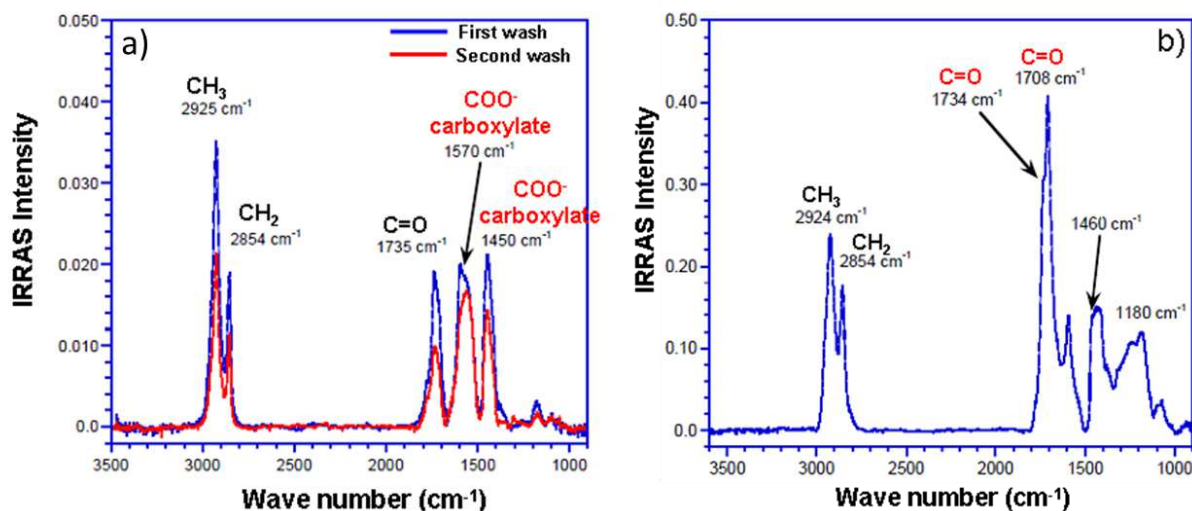 a)
First wash
Second wash
CH3
2925 cm-1
CH2
2854 cm-1
C=O
1735 cm-1
COO-
carboxylate
1570 cm-1
COO-
carboxylate
1450 cm-1
0.050
0.040
0.030
0.020
0.010
0.0
IRRAS Intensity
3500
3000
2500
2000
1500
1000
Wave number (cm-1)
b)
C=O
1708 cm-1
C=O
1734 cm-1
CH3
2924 cm-1
CH2
2854 cm-1
1460 cm-1
1180 cm-1
0.50
0.40
0.30
0.20
0.10
0.0
IRRAS Intensity
3500
3000
2000
1500
1000
Wave number (cm-1)